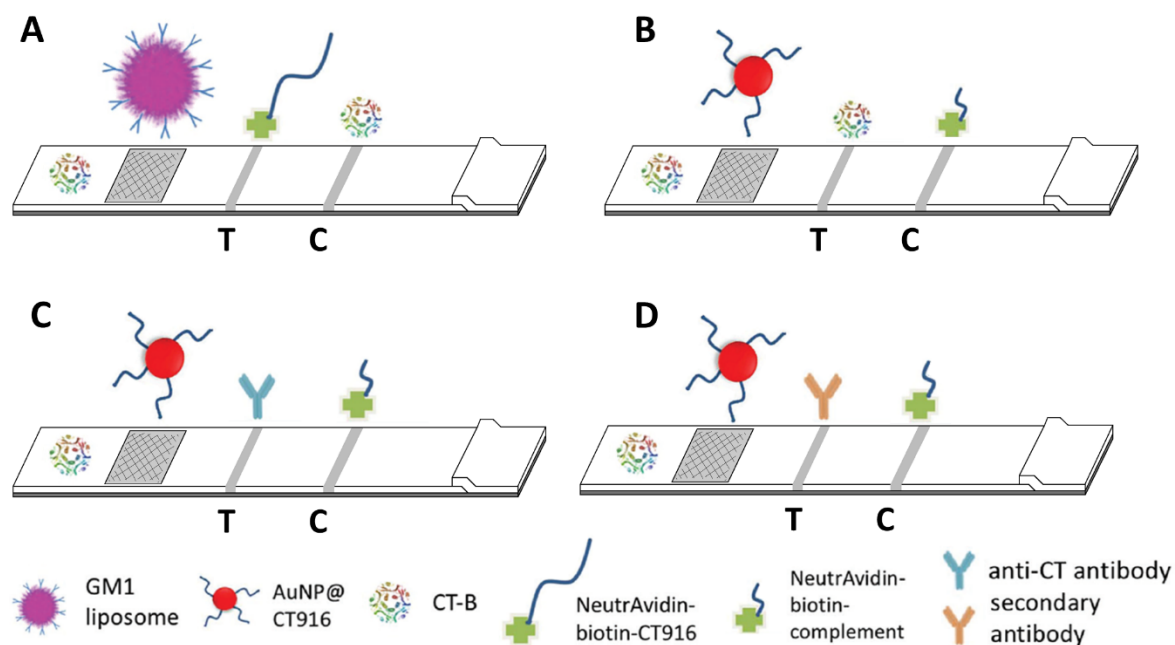 A
B
T C
T C
C
D
T C
T C
GM1
liposome
AuNP@
CT916
CT-B
NeutrAvidin-
biotin-CT916
NeutrAvidin-
biotin-
complement
anti-CT antibody
secondary
antibody